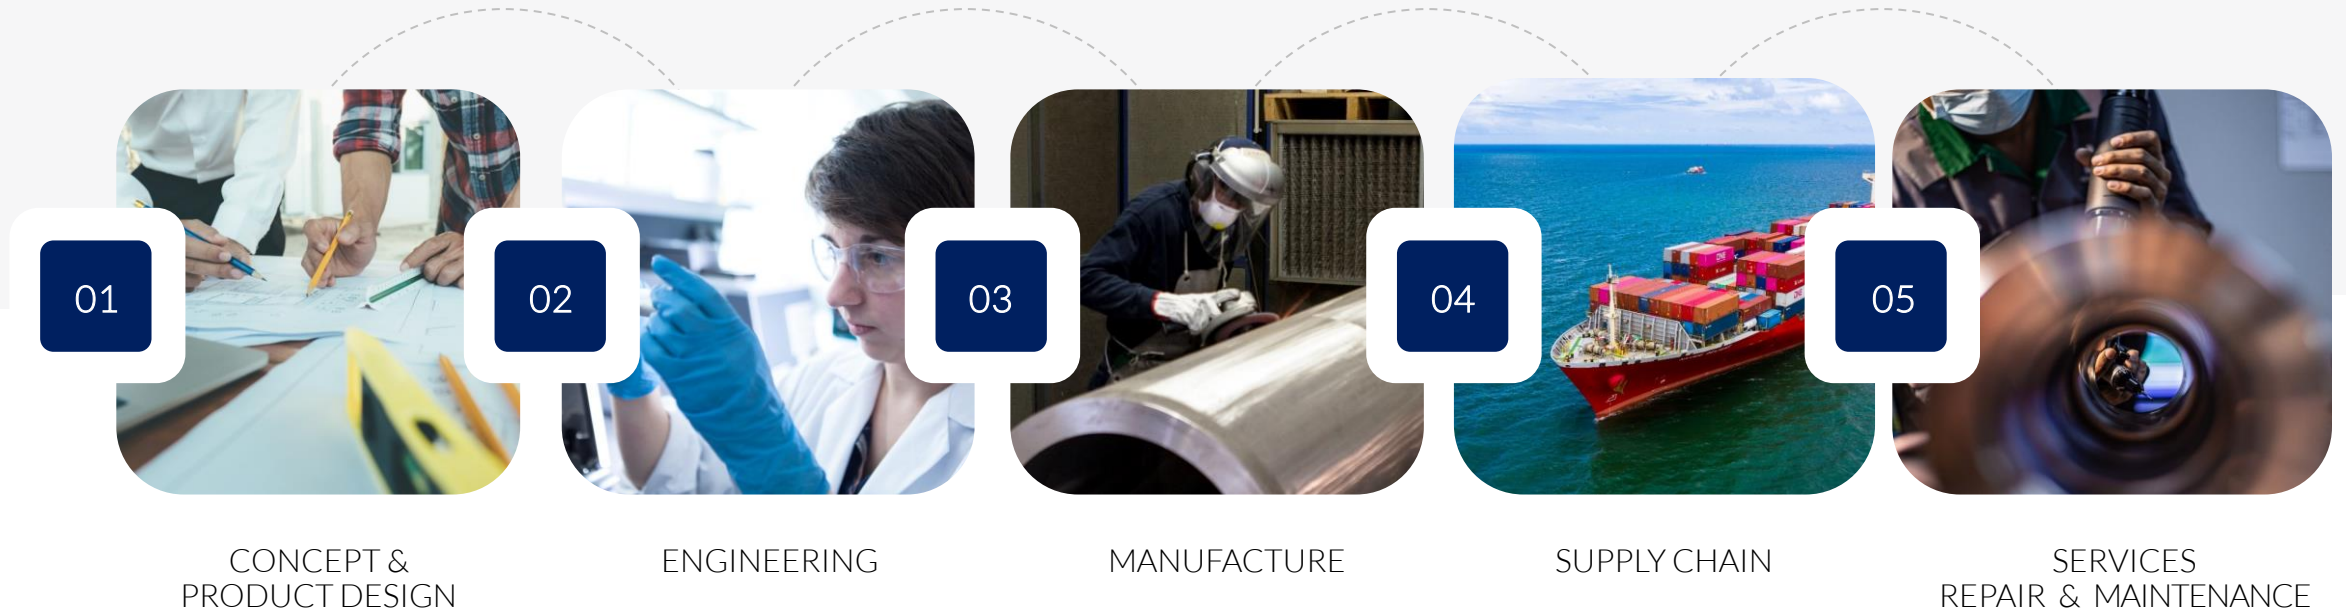 01
02
03
04
05
CONCEPT &
PRODUCT DESIGN
ENGINEERING
MANUFACTURE
SUPPLY CHAIN
SERVICES
REPAIR & MAINTENANCE